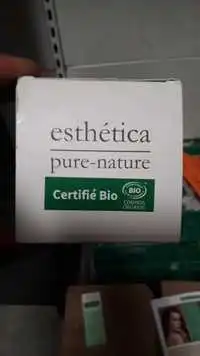 esthética
pure-nature
Certifié Bio
BIO
COSMOS
ORGANIC